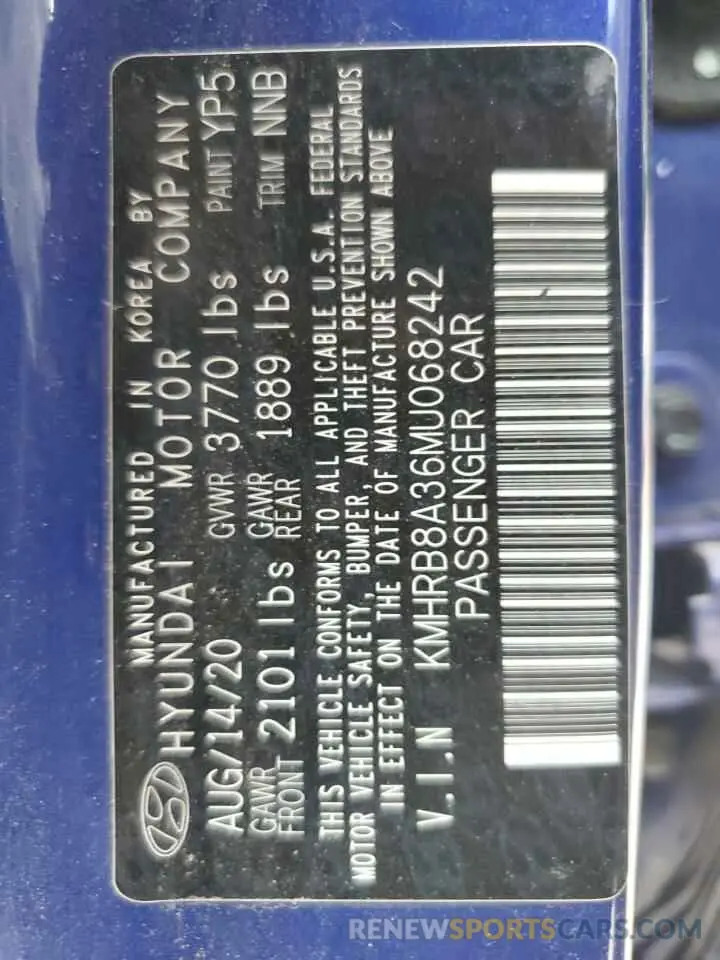 MANUFACTURED IN KOREA BY
HYUNDAI MOTOR COMPANY
AUG/14/20 GVWR 3770 lbs PAINT YP5
GAWR FRONT 2101 lbs GAWR REAR 1889 lbs TRIM NNB
THIS VEHICLE CONFORMS TO ALL APPLICABLE U.S.A. FEDERAL
MOTOR VEHICLE SAFETY, BUMPER, AND THEFT PREVENTION STANDARDS
IN EFFECT ON THE DATE OF MANUFACTURE SHOWN ABOVE
V.I.N KMHRB8A36MU068242
PASSENGER CAR
RENEWSPORTSCARS.COM